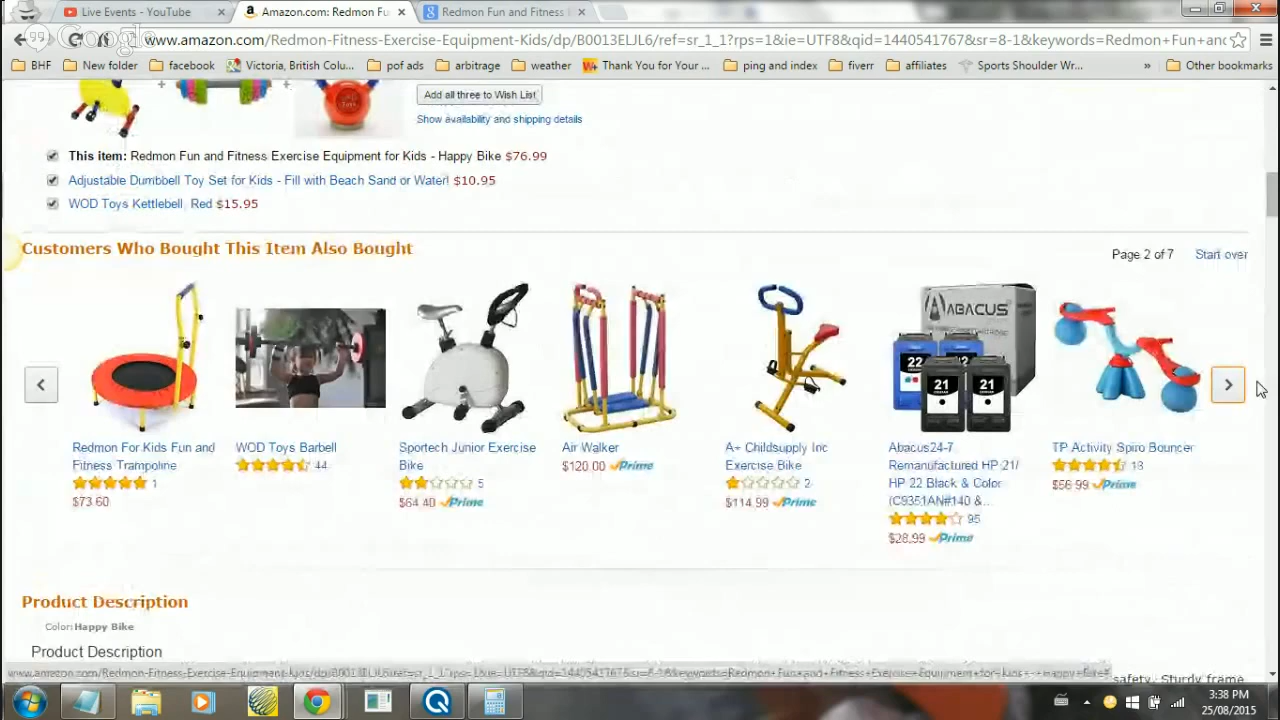 Live Events - YouTube
Amazon.com: Redmon Fu
Redmon Fun and Fitness
Google
www.amazon.com/Redmon-Fitness-Exercise-Equipment-Kids/dp/B0013ELJL6/ref=sr_1_1?rps=1&ie=UTF8&qid=1440541767&sr=8-1&keywords=Redmon+Fun+and
BHF
New folder
facebook
Victoria, British Colu...
pof ads
arbitrage
weather
Thank You for Your ...
ping and index
fiverr
affiliates
Sports Shoulder Wr...
»
Other bookmarks
Add all three to Wish List
Show availability and shipping details
This item: Redmon Fun and Fitness Exercise Equipment for Kids - Happy Bike $76.99
Adjustable Dumbbell Toy Set for Kids - Fill with Beach Sand or Water! $10.95
WOD Toys Kettlebell, Red $15.95
Customers Who Bought This Item Also Bought
Page 2 of 7 Start over
ABACUS
22
21
21
Redmon For Kids Fun and
Fitness Trampoline
1
$73.60
WOD Toys Barbell
44
Sportech Junior Exercise
Bike
5
$64.40 Prime
Air Walker
$120.00 Prime
A+ Childsupply Inc
Exercise Bike
2
$114.99 Prime
Abacus24-7
Remanufactured HP 21/
HP 22 Black & Color
(C9351AN#140 &...
95
$28.99 Prime
TP Activity Spiro Bouncer
18
Prime
Product Description
Color: Happy Bike
Product Description
safety. Sturdy frame
3:38 PM
25/08/2015